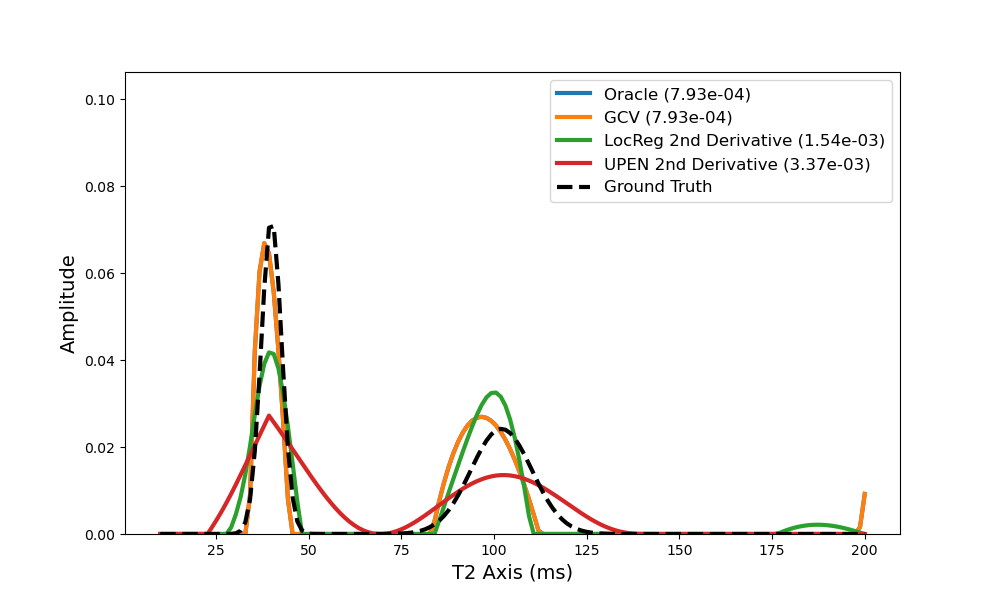 Oracle (7.93e-04)
GCV (7.93e-04)
LocReg 2nd Derivative (1.54e-03)
UPEN 2nd Derivative (3.37e-03)
Ground Truth
0.10
0.08
0.06
0.04
0.02
0.00
Amplitude
25 50 75 100 125 150 175 200
T2 Axis (ms)